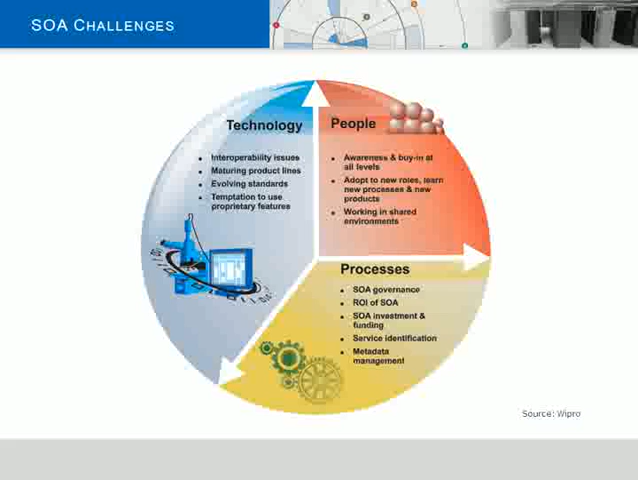 SOA CHALLENGES
Technology
• Interoperability issues
• Maturing product lines
• Evolving standards
• Temptation to use
proprietary features
People
• Awareness & buy-in at
all levels
• Adopt to new roles, learn
new processes & new
products
• Working in shared
environments
Processes
• SOA governance
• ROI of SOA
• SOA investment &
funding
• Service identification
• Metadata
management
Source: Wipro